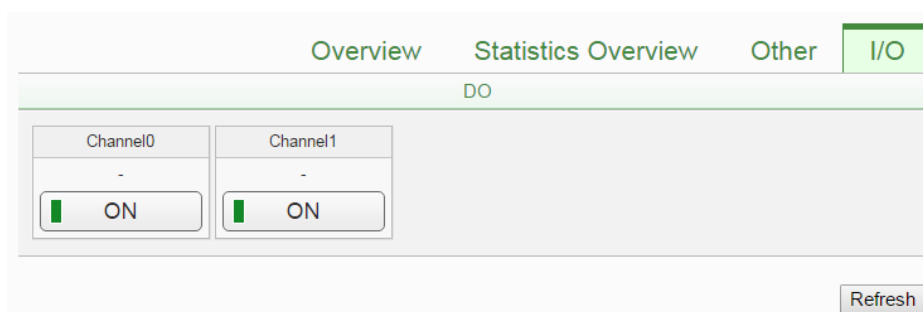 Overview Statistics Overview Other I/O
DO
Channel0 Channel1
- -
ON ON
Refresh